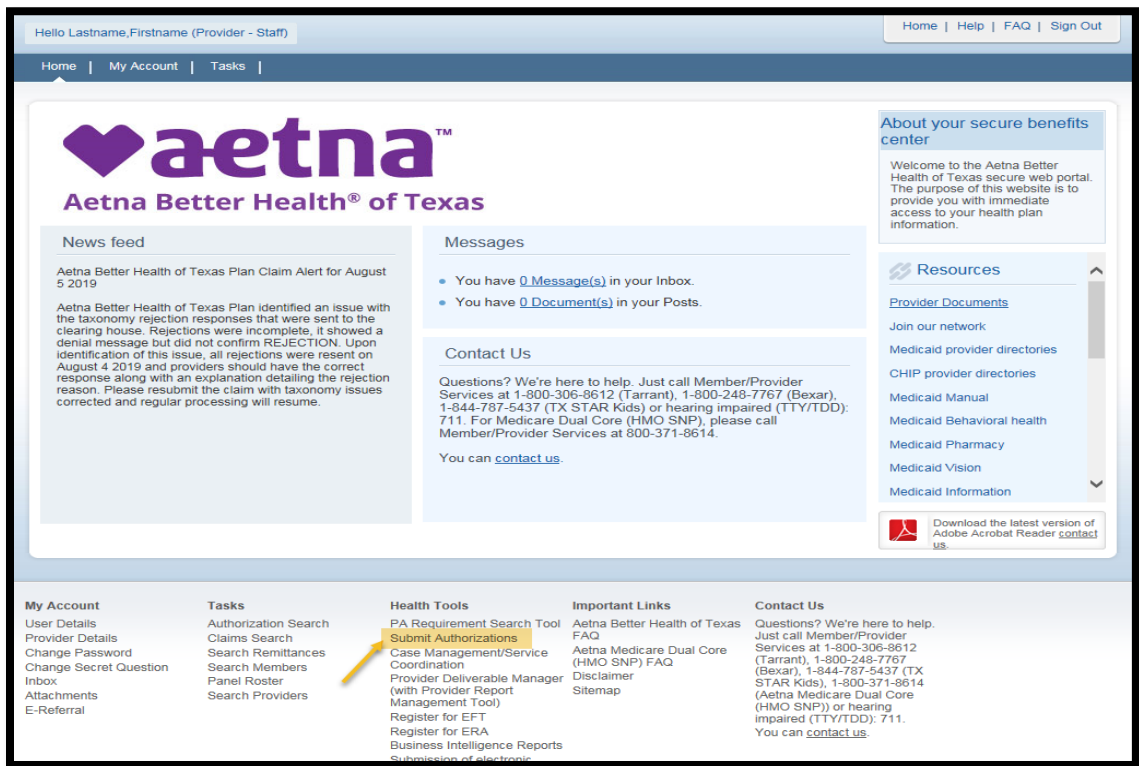 Hello Lastname,Firstname (Provider - Staff)
Home | Help | FAQ | Sign Out
Home | My Account | Tasks |
aetna™
Aetna Better Health® of Texas
News feed
Aetna Better Health of Texas Plan Claim Alert for August
5 2019
Aetna Better Health of Texas Plan identified an issue with
the taxonomy rejection responses that were sent to the
clearing house. Rejections were incomplete, it showed a
denial message but did not confirm REJECTION. Upon
identification of this issue, all rejections were resent on
August 4 2019 and providers should have the correct
response along with an explanation detailing the rejection
reason. Please resubmit the claim with taxonomy issues
corrected and regular processing will resume.
Messages
You have 0 Message(s) in your Inbox.
You have 0 Document(s) in your Posts.
Contact Us
Questions? We're here to help. Just call Member/Provider
Services at 1-800-306-8612 (Tarrant), 1-800-248-7767 (Bexar),
1-844-787-5437 (TX STAR Kids) or hearing impaired (TTY/TDD):
711. For Medicare Dual Core (HMO SNP), please call
Member/Provider Services at 800-371-8614.
You can contact us.
About your secure benefits
center
Welcome to the Aetna Better
Health of Texas secure web portal.
The purpose of this website is to
provide you with immediate
access to your health plan
information.
Resources
Provider Documents
Join our network
Medicaid provider directories
CHIP provider directories
Medicaid Manual
Medicaid Behavioral health
Medicaid Pharmacy
Medicaid Vision
Medicaid Information
Download the latest version of
Adobe Acrobat Reader contact
us.
My Account
User Details
Provider Details
Change Password
Change Secret Question
Inbox
Attachments
E-Referral
Tasks
Authorization Search
Claims Search
Search Remittances
Search Members
Panel Roster
Search Providers
Health Tools
PA Requirement Search Tool
Submit Authorizations
Case Management/Service
Coordination
Provider Deliverable Manager
(with Provider Report
Management Tool)
Register for EFT
Register for ERA
Business Intelligence Reports
Submission of electronic
Important Links
Aetna Better Health of Texas
FAQ
Aetna Medicare Dual Core
(HMO SNP) FAQ
Disclaimer
Sitemap
Contact Us
Questions? We're here to help.
Just call Member/Provider
Services at 1-800-306-8612
(Tarrant), 1-800-248-7767
(Bexar), 1-844-787-5437 (TX
STAR Kids), 1-800-371-8614
(Aetna Medicare Dual Core
(HMO SNP)) or hearing
impaired (TTY/TDD): 711.
You can contact us.